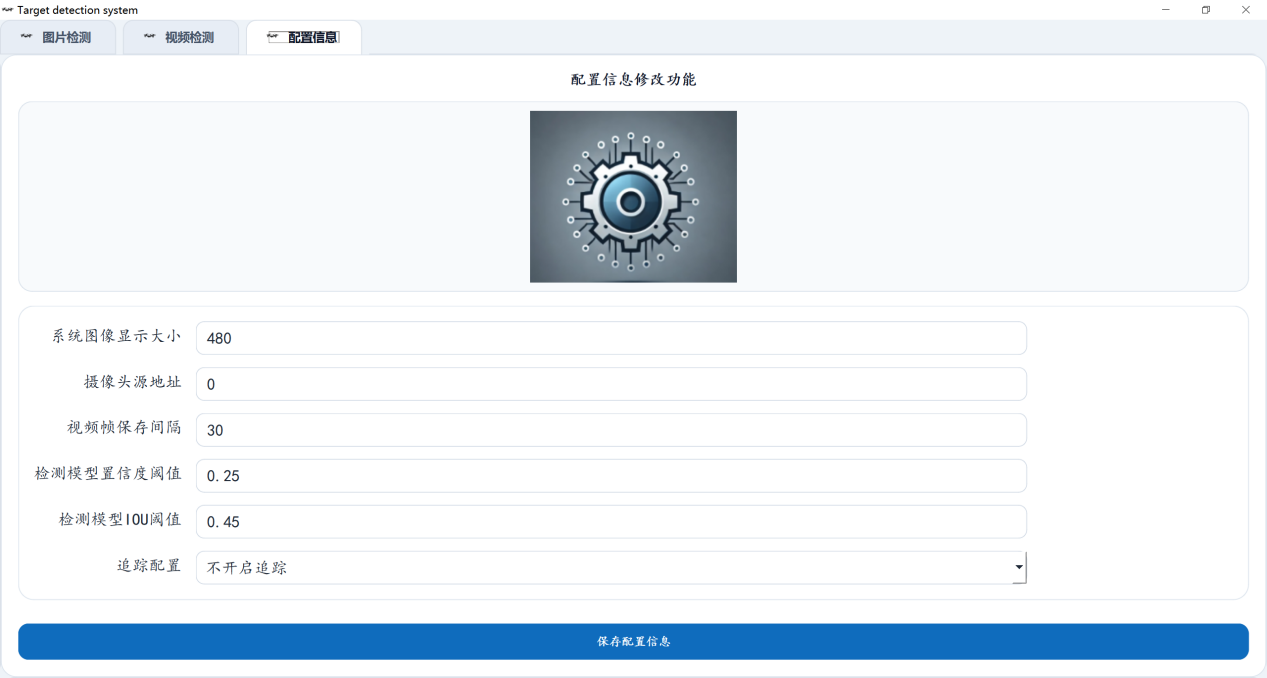 Target detection system
图片检测
视频检测
配置信息
配置信息修改功能
系统图像显示大小
480
摄像头源地址
0
视频帧保存间隔
30
检测模型置信度阈值
0.25
检测模型IOU阈值
0.45
追踪配置
不开启追踪
保存配置信息